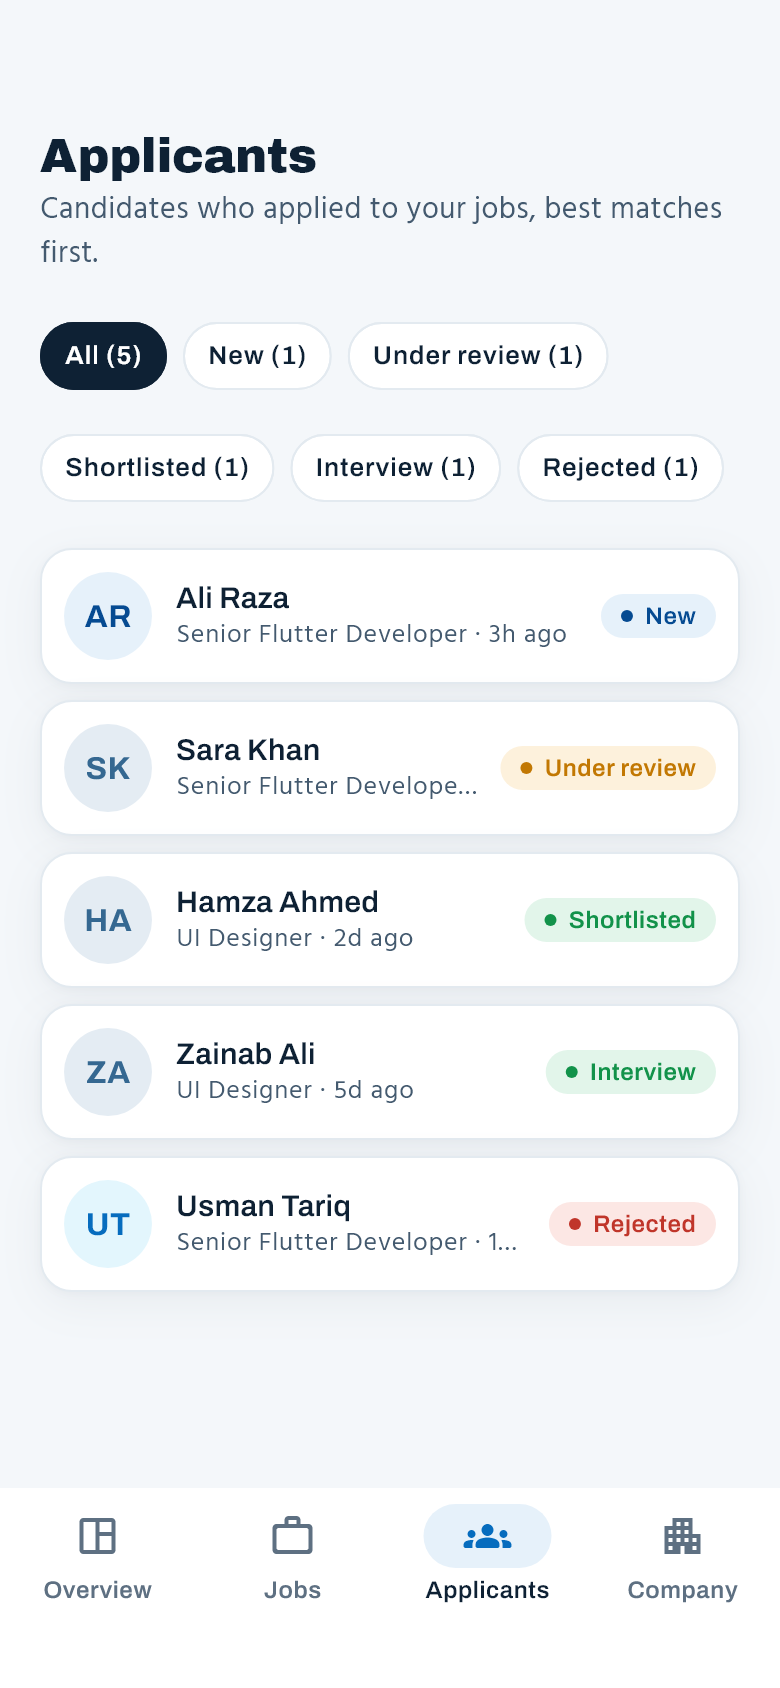 Applicants
Candidates who applied to your jobs, best matches
first.
All (5)
New (1)
Under review (1)
Shortlisted (1)
Interview (1)
Rejected (1)
AR
Ali Raza
Senior Flutter Developer · 3h ago
New
SK
Sara Khan
Senior Flutter Develope...
Under review
HA
Hamza Ahmed
UI Designer · 2d ago
Shortlisted
ZA
Zainab Ali
UI Designer · 5d ago
Interview
UT
Usman Tariq
Senior Flutter Developer · 1...
Rejected
Overview
Jobs
Applicants
Company